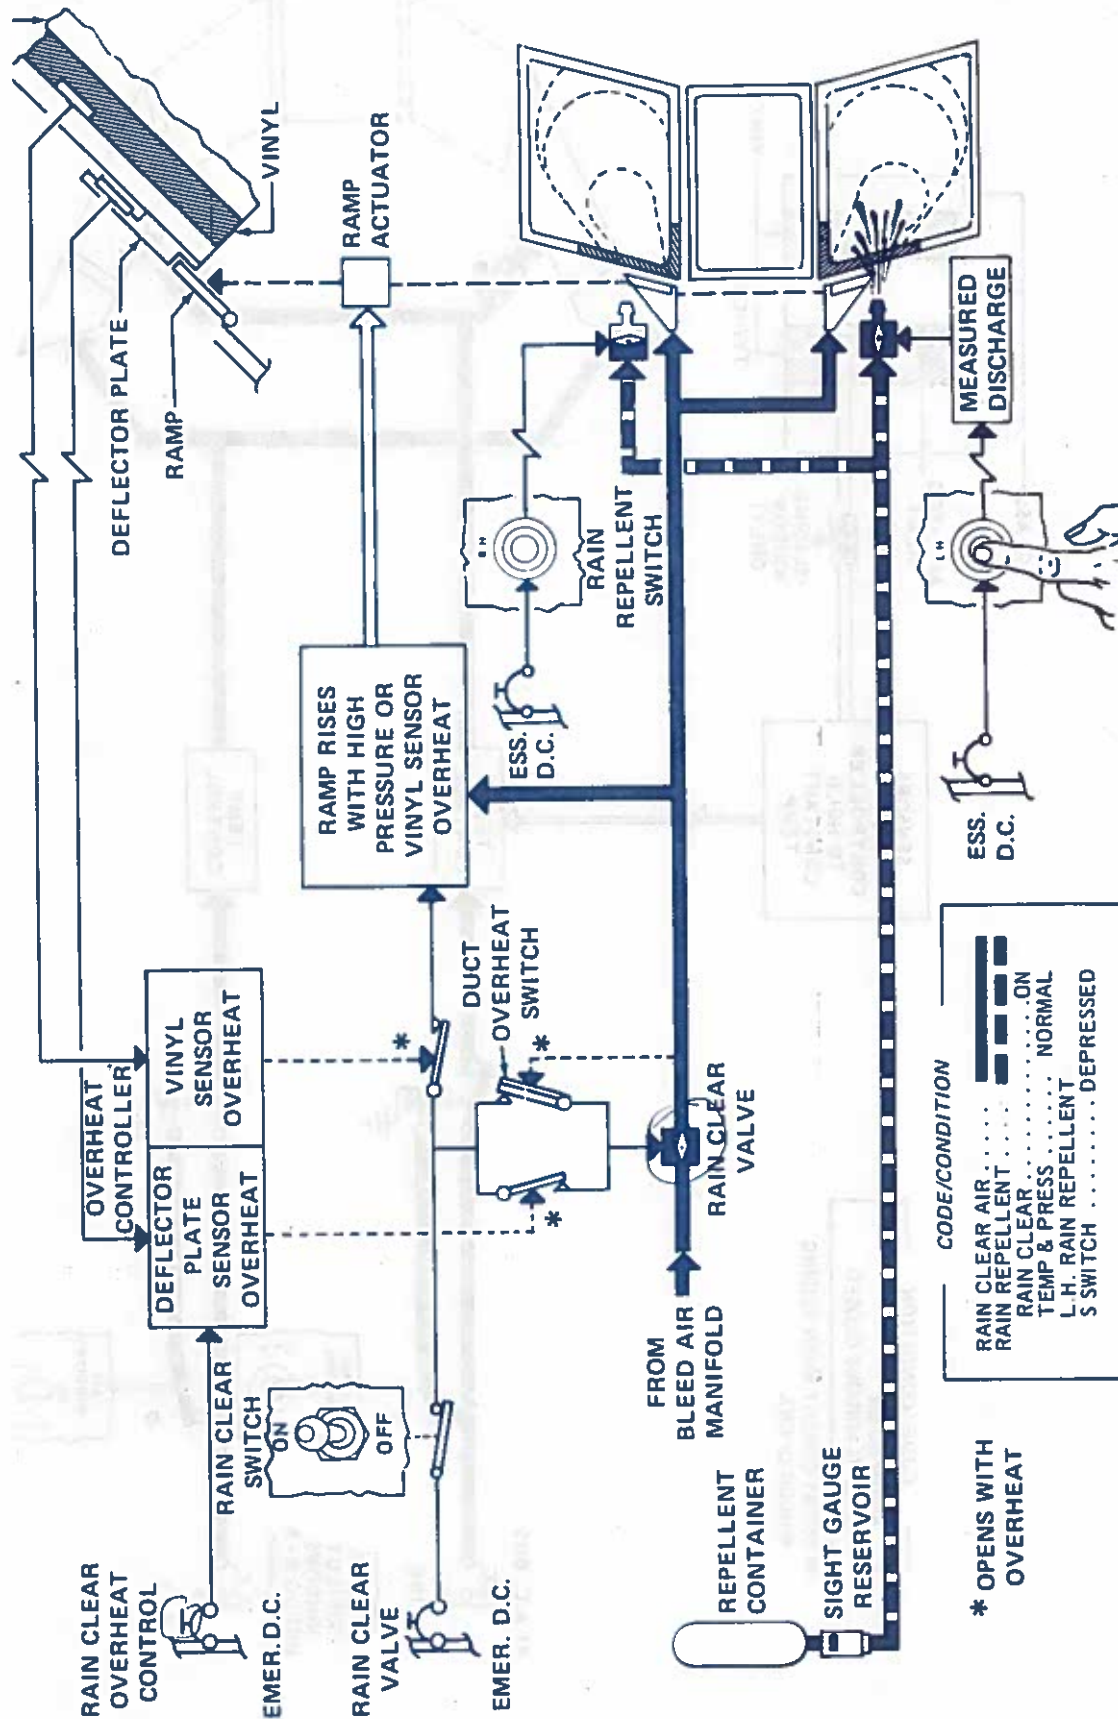 RAIN CLEAR
OVERHEAT
CONTROL
EMER. D.C.
RAIN CLEAR
SWITCH
ON
OFF
RAIN CLEAR
VALVE
EMER. D.C.
OVERHEAT
CONTROLLER
DEFLECTOR
PLATE
SENSOR
OVERHEAT
VINYL
SENSOR
OVERHEAT
*
*
*
DUCT
OVERHEAT
SWITCH
RAMP RISES
WITH HIGH
PRESSURE OR
VINYL SENSOR
OVERHEAT
DEFLECTOR PLATE
RAMP
VINYL
RAMP
ACTUATOR
ESS.
D.C.
R H
RAIN
REPELLENT
SWITCH
FROM
BLEED AIR
MANIFOLD
RAIN CLEAR
VALVE
REPELLENT
CONTAINER
SIGHT GAUGE
RESERVOIR
MEASURED
DISCHARGE
L H
ESS.
D.C.
* OPENS WITH
OVERHEAT
CODE/CONDITION
RAIN CLEAR AIR.....
RAIN REPELLENT....
RAIN CLEAR..........ON
TEMP & PRESS....... NORMAL
L.H. RAIN REPELLENT
S SWITCH .........DEPRESSED